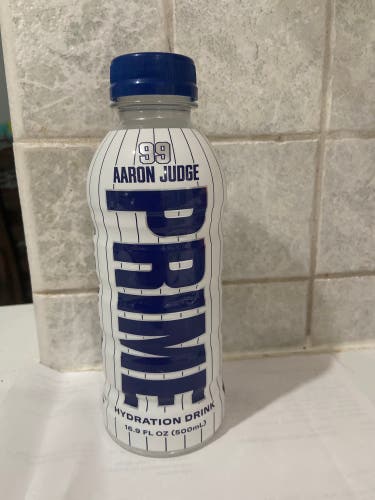 99
AARON JUDGE
PRIME
HYDRATION DRINK
16.9 FL OZ (500mL)